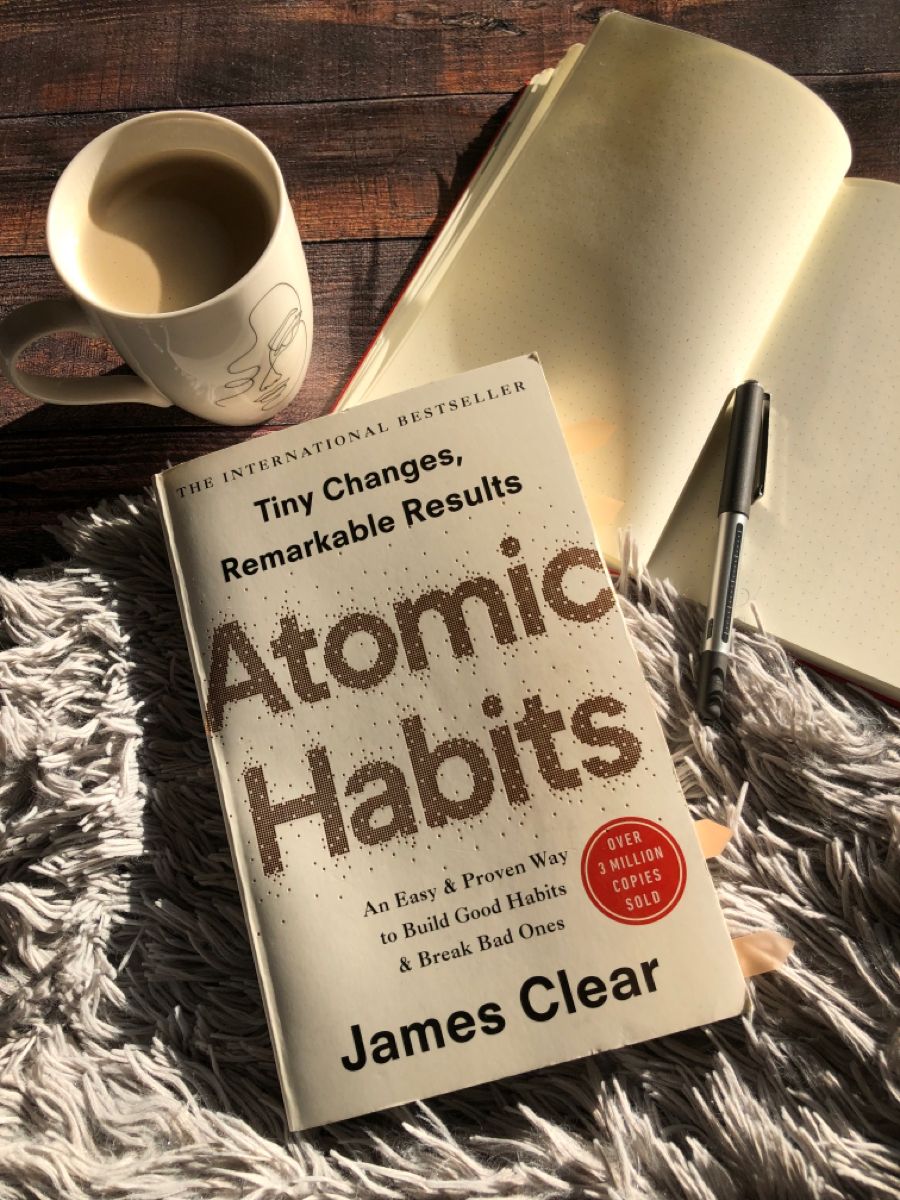 THE INTERNATIONAL BESTSELLER
Tiny Changes,
Remarkable Results
Atomic
Habits
An Easy & Proven Way
to Build Good Habits
& Break Bad Ones
OVER
3 MILLION
COPIES
SOLD
James Clear